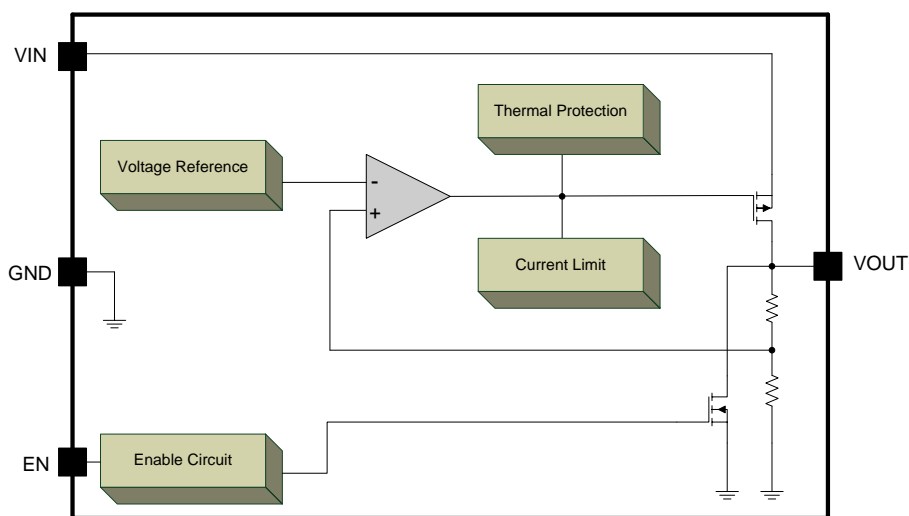 VIN
Thermal Protection
Voltage Reference
-
+
GND
Current Limit
VOUT
EN
Enable Circuit